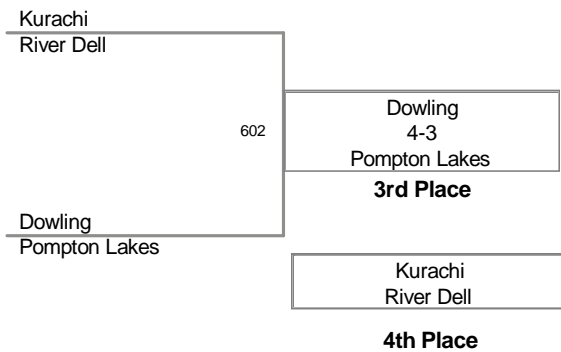 Kurachi
River Dell
602
Dowling
4-3
Pompton Lakes
3rd Place
Dowling
Pompton Lakes
Kurachi
River Dell
4th Place